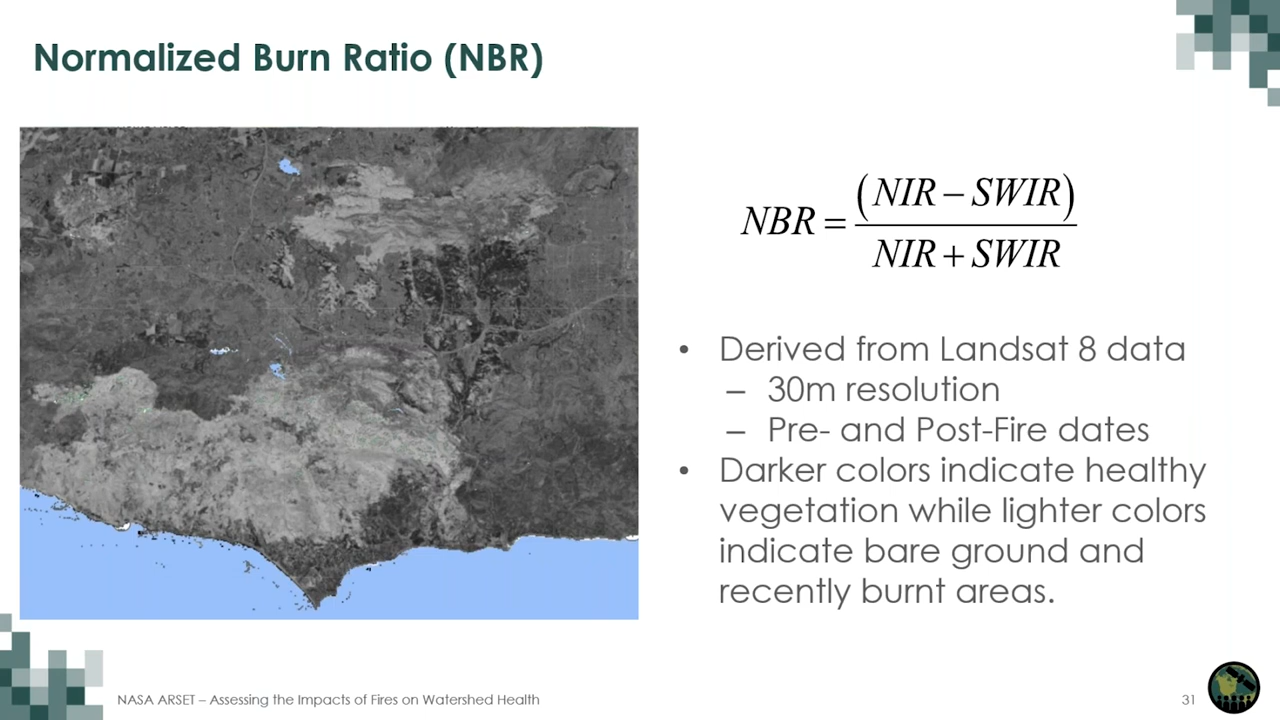 Normalized Burn Ratio (NBR)
NBR = (NIR − SWIR) / NIR + SWIR
• Derived from Landsat 8 data
– 30m resolution
– Pre- and Post-Fire dates
• Darker colors indicate healthy
vegetation while lighter colors
indicate bare ground and
recently burnt areas.
NASA ARSET – Assessing the Impacts of Fires on Watershed Health
31